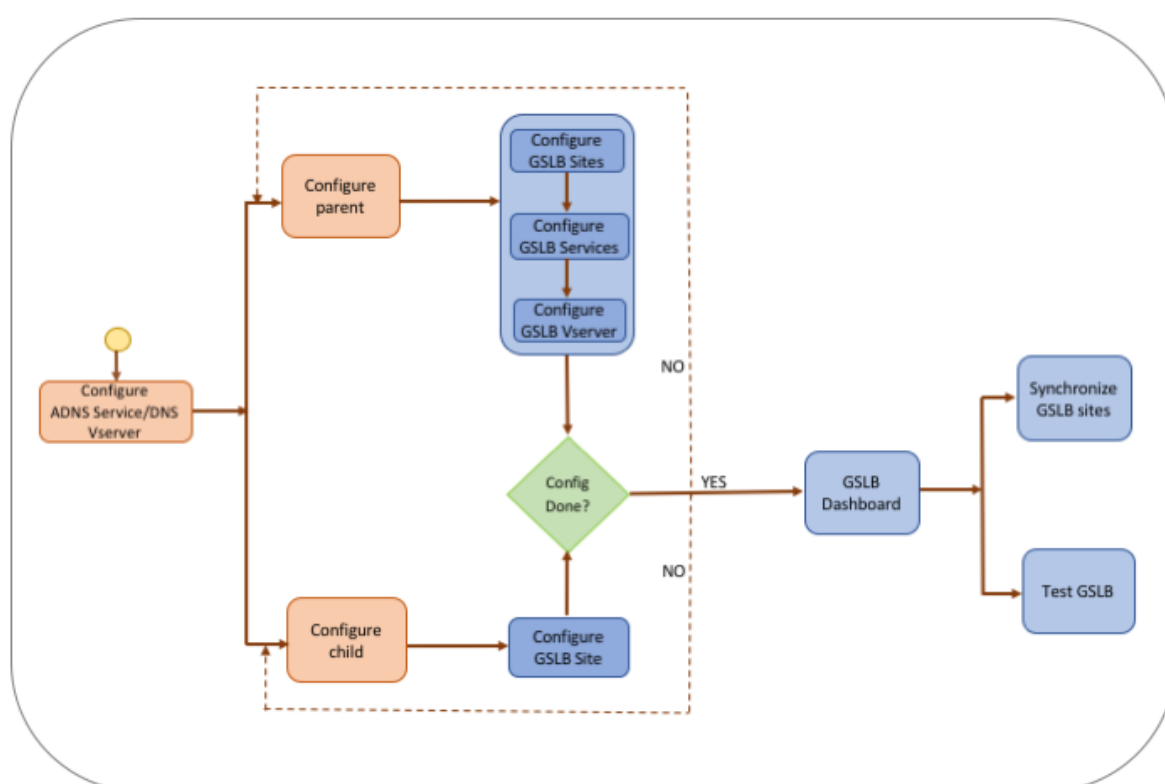 Configure
GSLB Sites
Configure
parent
Configure
GSLB Services
Configure
GSLB Vserver
NO
Configure
ADNS Service/DNS
Vserver
Synchronize
GSLB sites
Config
Done?
YES
GSLB
Dashboard
NO
Test GSLB
Configure
child
Configure
GSLB Site